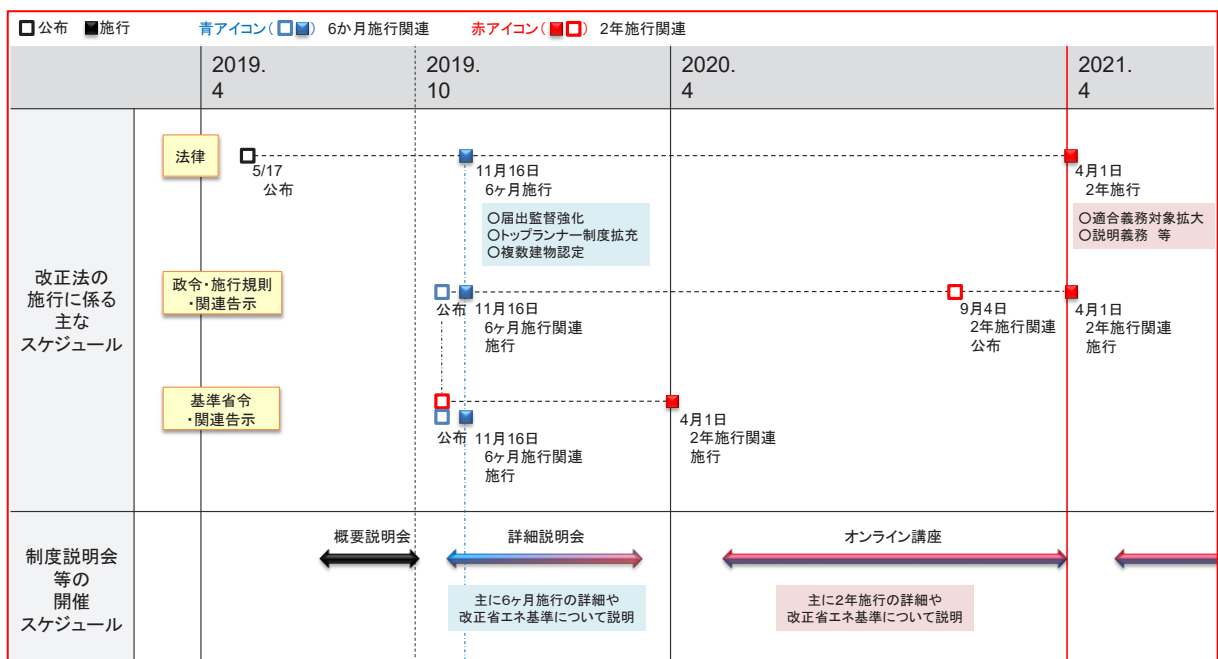 公布 施行 青アイコン( ) 6か月施行関連 赤アイコン( ) 2年施行関連
2019.
4
2019.
10
2020.
4
2021.
4
改正法の
施行に係る
主な
スケジュール
法律
5/17
公布
11月16日
6ヶ月施行
○届出監督強化
○トップランナー制度拡充
○複数建物認定
4月1日
2年施行
○適合義務対象拡大
○説明義務 等
政令・施行規則
・関連告示
公布
11月16日
6ヶ月施行関連
施行
9月4日
2年施行関連
公布
4月1日
2年施行関連
施行
基準省令
・関連告示
公布
11月16日
6ヶ月施行関連
施行
4月1日
2年施行関連
施行
制度説明会
等の
開催
スケジュール
概要説明会
詳細説明会
主に6ヶ月施行の詳細や
改正省エネ基準について説明
オンライン講座
主に2年施行の詳細や
改正省エネ基準について説明